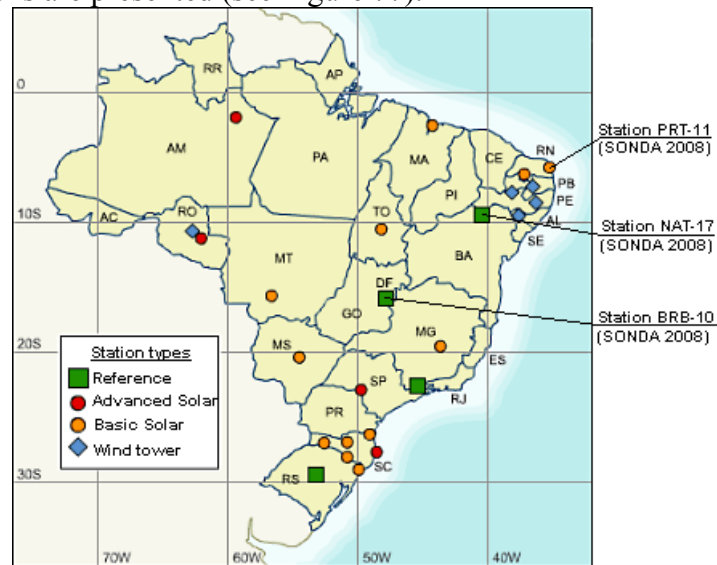 are presented (see Figure
RR
AP
0
RN
AM
PA
MA
CE
Station PRT-11
(SONDA 2008)
PI
PB
PE
AC
RO
TO
AL
10S
SE
Station NAT-17
(SONDA 2008)
MT
BA
DF
GO
Station BRB-10
(SONDA 2008)
MG
MS
20S
ES
Station types
Reference
Advanced Solar
Basic Solar
Wind tower
SP
RJ
PR
SC
RS
30S
70W
60W
50W
40W